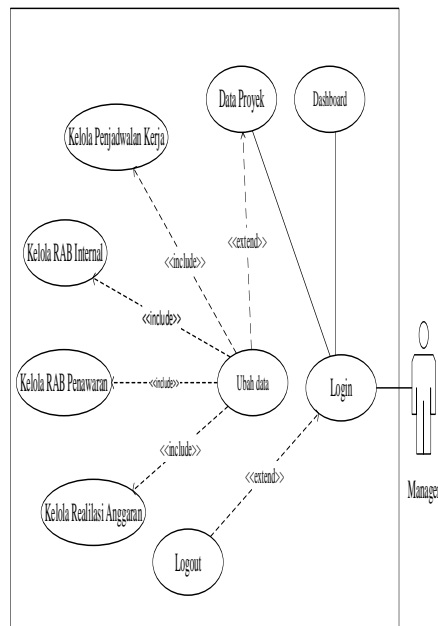 Data Proyek
Dashboard
Kelola Penjadwalan Kerja
<<extend>>
Kelola RAB Internal
<<include>>
<<include>>
Kelola RAB Penawaran
<<include>>
Ubah data
Login
<<include>>
<<extend>>
Manager
Kelola Realilasi Anggaran
Logout